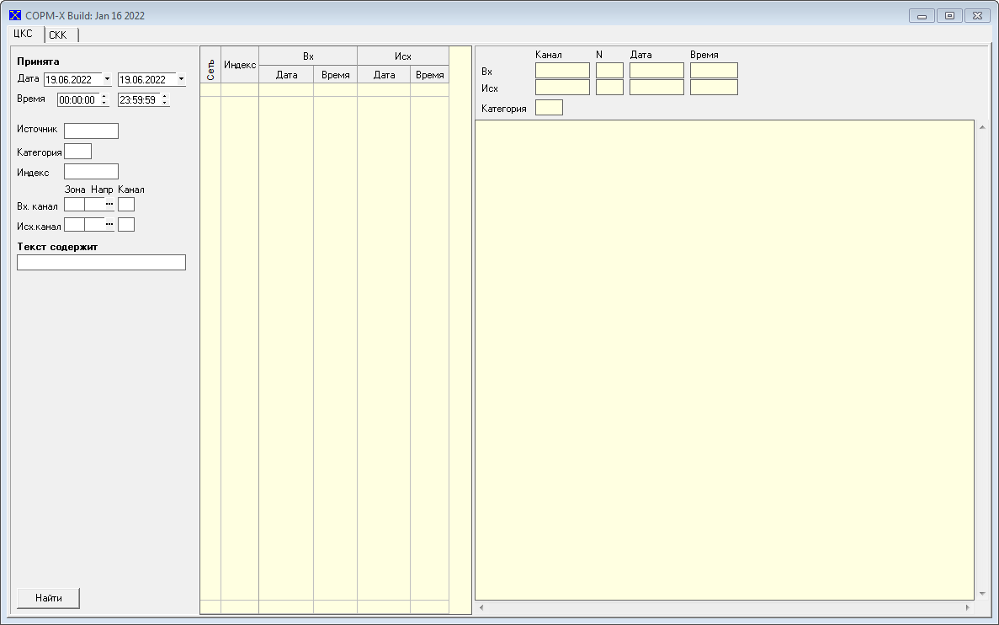 СОРМ-X Build: Jan 16 2022
ЦКС СКК
Принята
Дата 19.06.2022 19.06.2022
Время 00:00:00 23:59:59
Источник
Категория
Индекс
Зона Напр Канал
Вх. канал ...
Исх.канал ...
Текст содержит
Найти
Сеть Индекс Вх Исх
Дата Время Дата Время
Канал N Дата Время
Вх
Исх
Категория